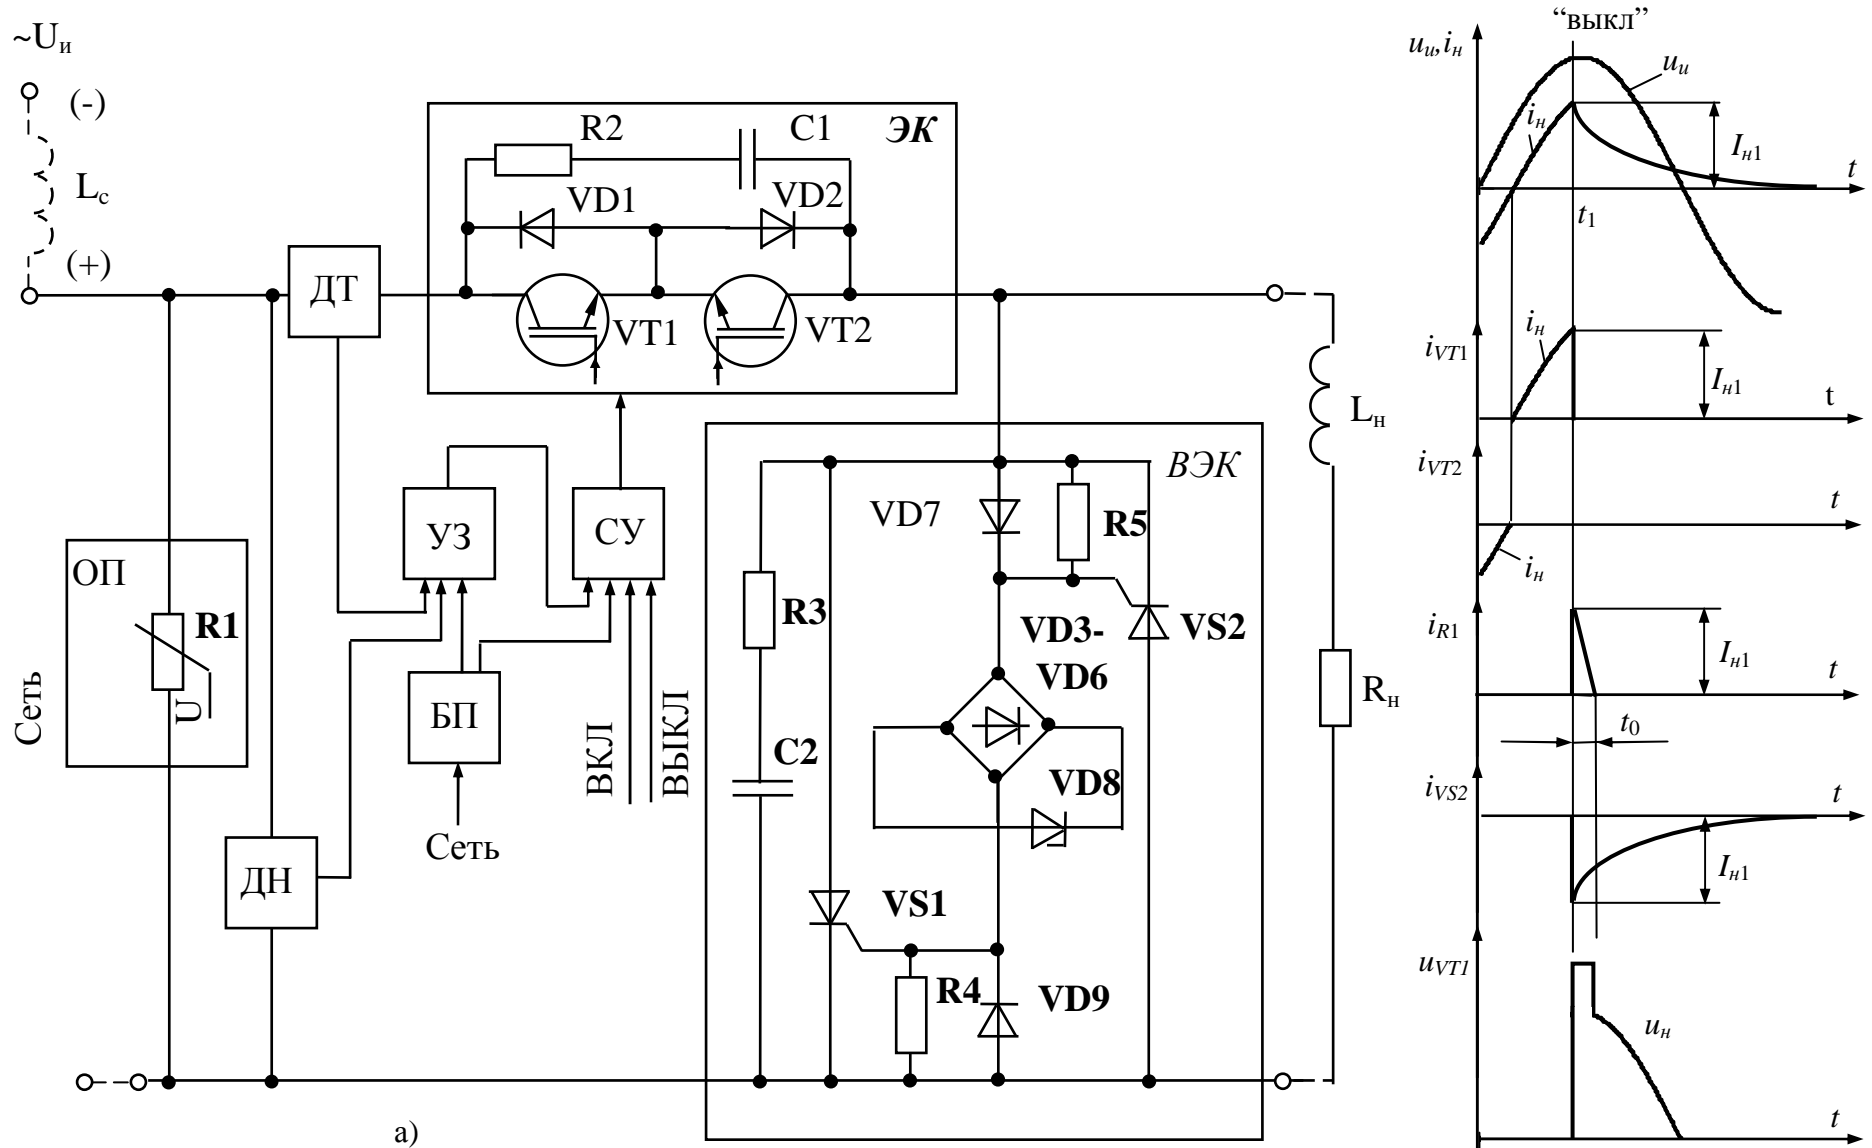 ~Uи
(-)
Lс
(+)
ДТ
R2
C1
ЭК
VD1
VD2
VT1
VT2
Lн
ВЭК
УЗ
СУ
VD7
R5
ОП
R1
U
R3
VD3-
VD6
VS2
Rн
Сеть
БП
ВКЛ
ВЫКЛ
C2
VD8
Сеть
ДН
VS1
R4
VD9
а)
“выкл”
uи,iн
uи
iн
Iн1
t
t1
iVT1
iн
Iн1
t
iVT2
t
iн
iR1
Iн1
t
t0
iVS2
t
Iн1
uVT1
uн
t